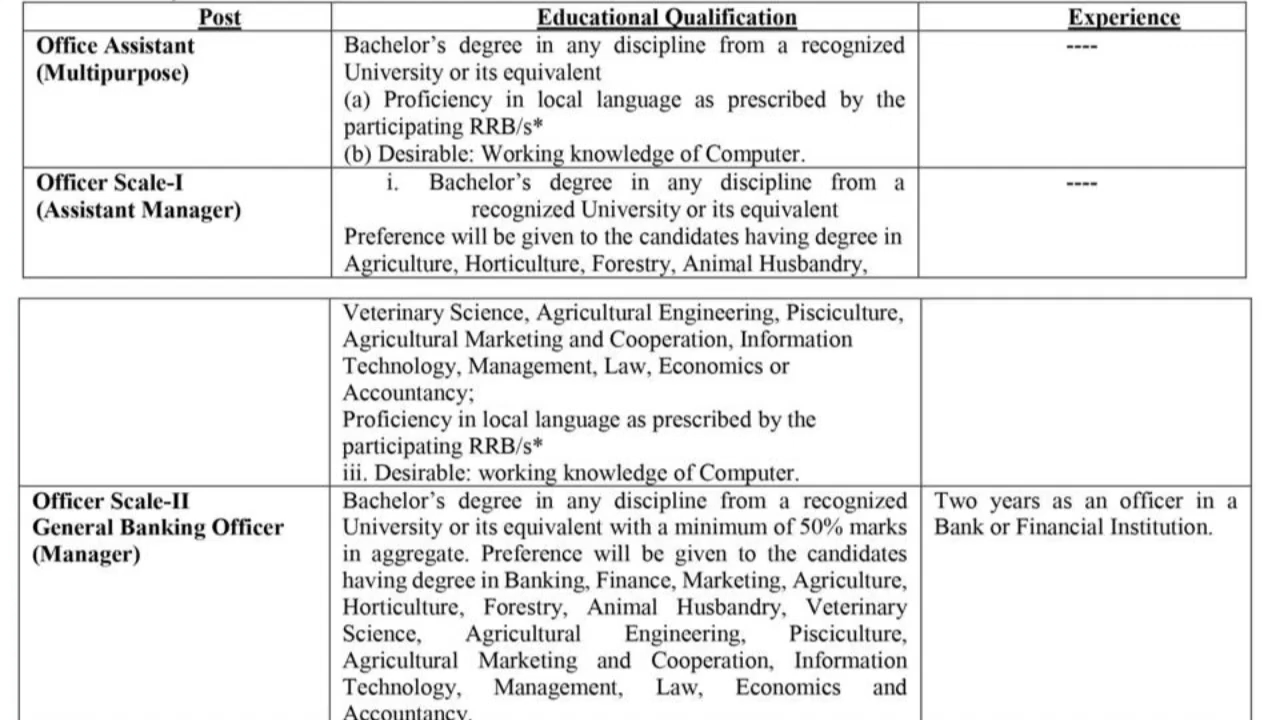 Post Educational Qualification Experience
Office Assistant
(Multipurpose)
Bachelor’s degree in any discipline from a recognized
University or its equivalent
(a) Proficiency in local language as prescribed by the
participating RRB/s*
(b) Desirable: Working knowledge of Computer.
----
Officer Scale-I
(Assistant Manager)
i. Bachelor’s degree in any discipline from a
recognized University or its equivalent
Preference will be given to the candidates having degree in
Agriculture, Horticulture, Forestry, Animal Husbandry,
----
Veterinary Science, Agricultural Engineering, Pisciculture,
Agricultural Marketing and Cooperation, Information
Technology, Management, Law, Economics or
Accountancy;
Proficiency in local language as prescribed by the
participating RRB/s*
iii. Desirable: working knowledge of Computer.
Officer Scale-II
General Banking Officer
(Manager)
Bachelor’s degree in any discipline from a recognized
University or its equivalent with a minimum of 50% marks
in aggregate. Preference will be given to the candidates
having degree in Banking, Finance, Marketing, Agriculture,
Horticulture, Forestry, Animal Husbandry, Veterinary
Science, Agricultural Engineering, Pisciculture,
Agricultural Marketing and Cooperation, Information
Technology, Management, Law, Economics and
Accountancy.
Two years as an officer in a
Bank or Financial Institution.